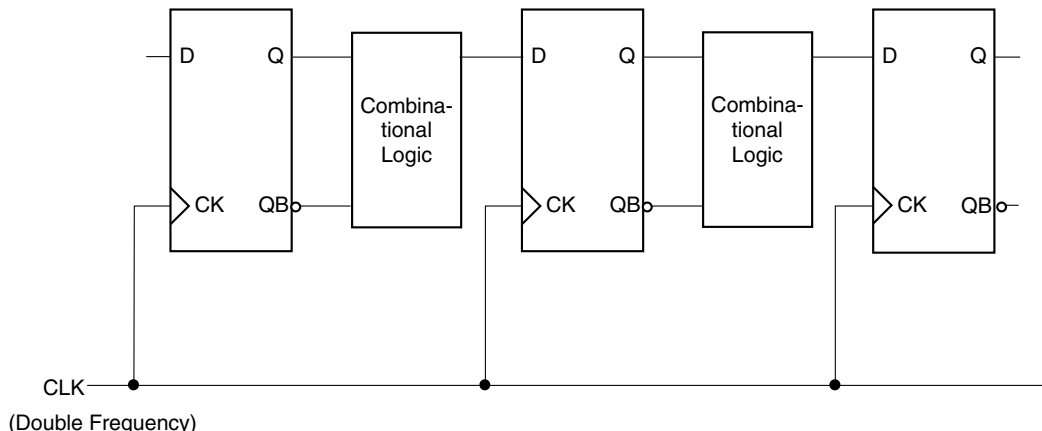 D Q
Combina-
tional
Logic
CK QB
D Q
Combina-
tional
Logic
CK QB
D Q
CK QB
CLK
(Double Frequency)